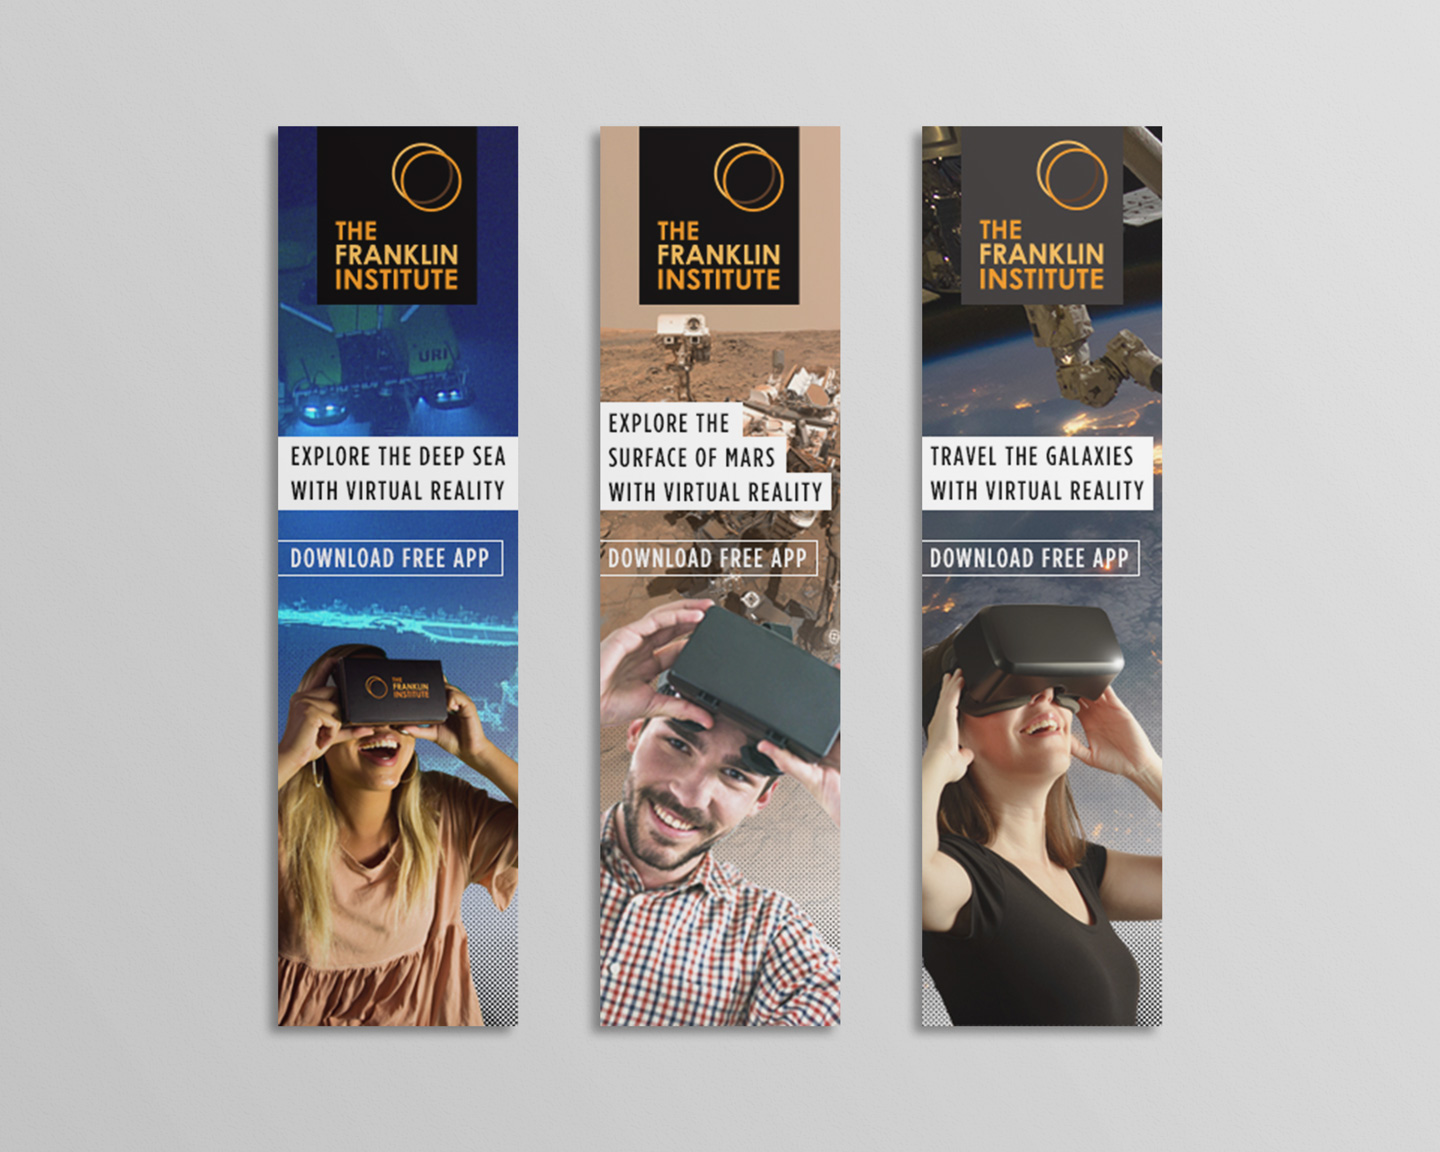 THE
FRANKLIN
INSTITUTE
URI
EXPLORE THE DEEP SEA
WITH VIRTUAL REALITY
DOWNLOAD FREE APP
THE
FRANKLIN
INSTITUTE
THE
FRANKLIN
INSTITUTE
EXPLORE THE
SURFACE OF MARS
WITH VIRTUAL REALITY
DOWNLOAD FREE APP
THE
FRANKLIN
INSTITUTE
TRAVEL THE GALAXIES
WITH VIRTUAL REALITY
DOWNLOAD FREE APP